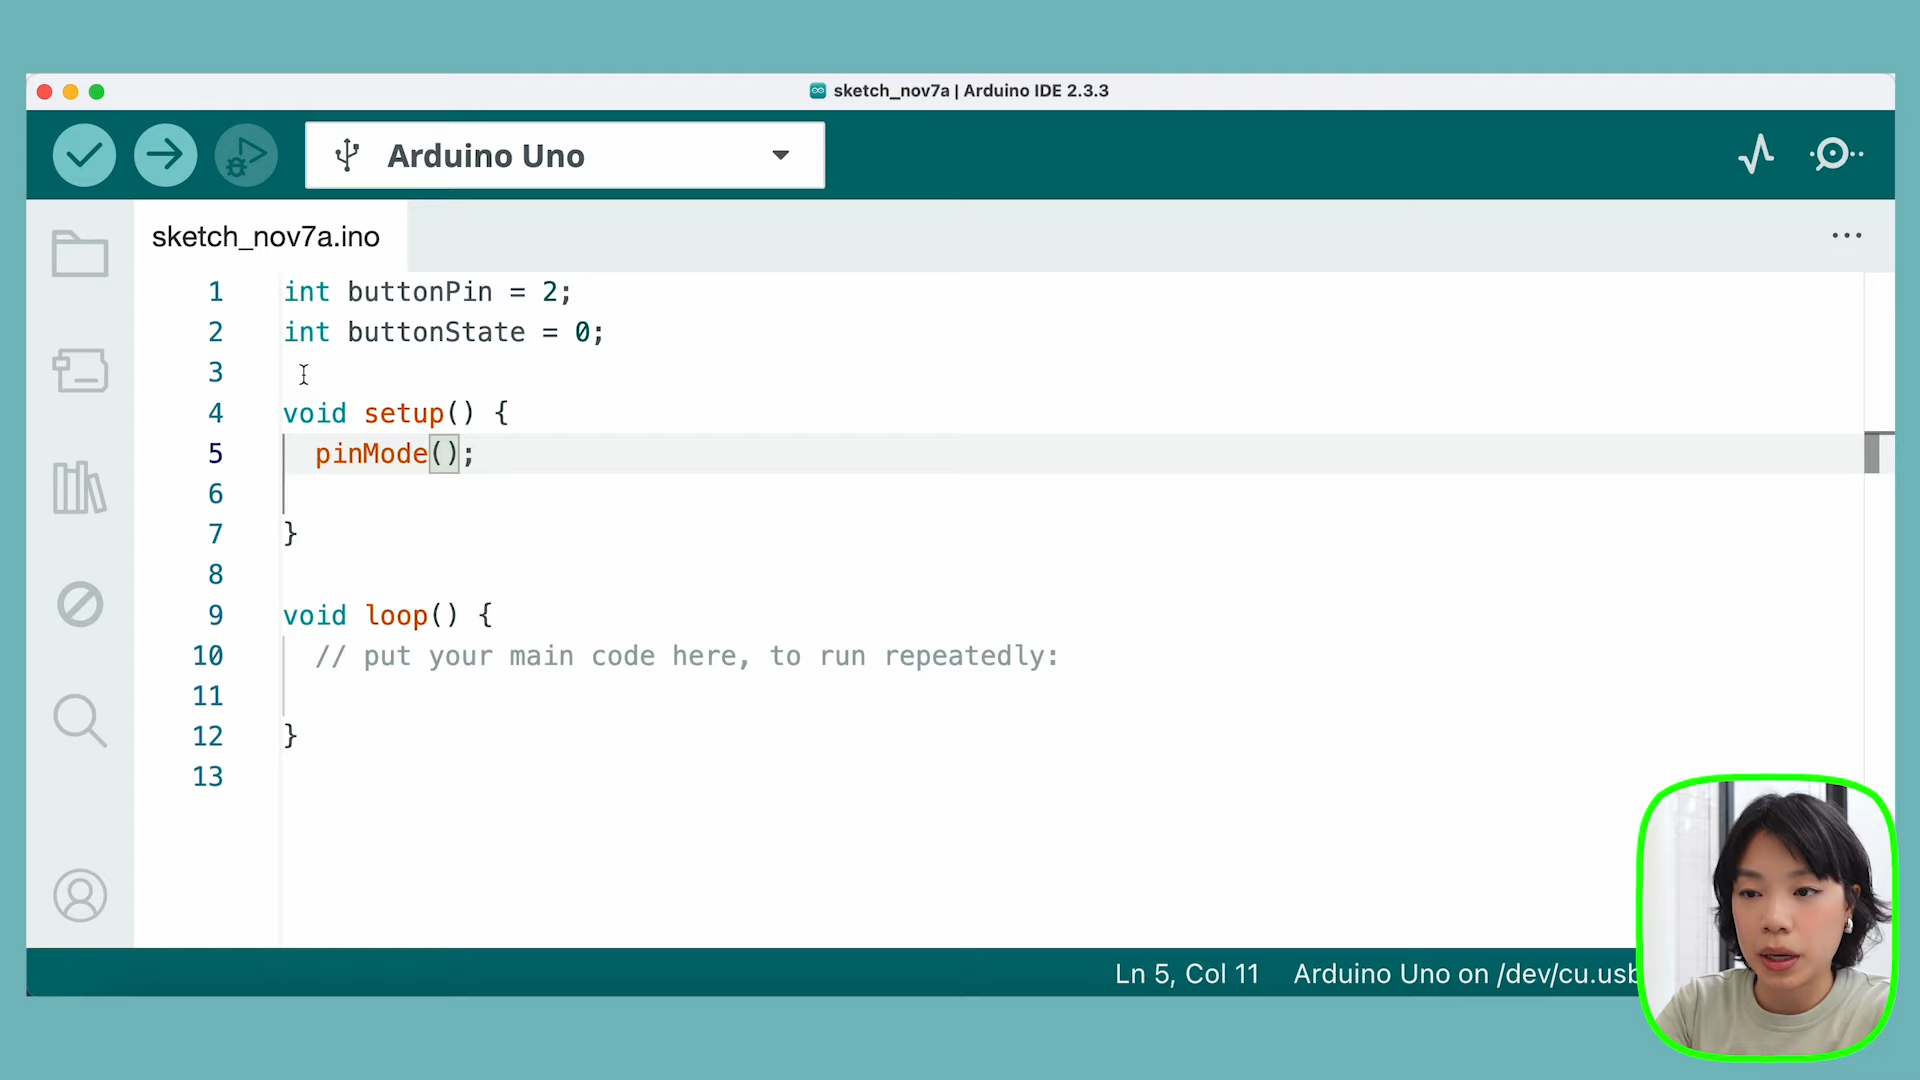 sketch_nov7a | Arduino IDE 2.3.3
Arduino Uno
sketch_nov7a.ino
1 int buttonPin = 2;
2 int buttonState = 0;
3
4 void setup() {
5 pinMode();
6
7 }
8
9 void loop() {
10 // put your main code here, to run repeatedly:
11
12 }
13
Ln 5, Col 11 Arduino Uno on /dev/cu.usb